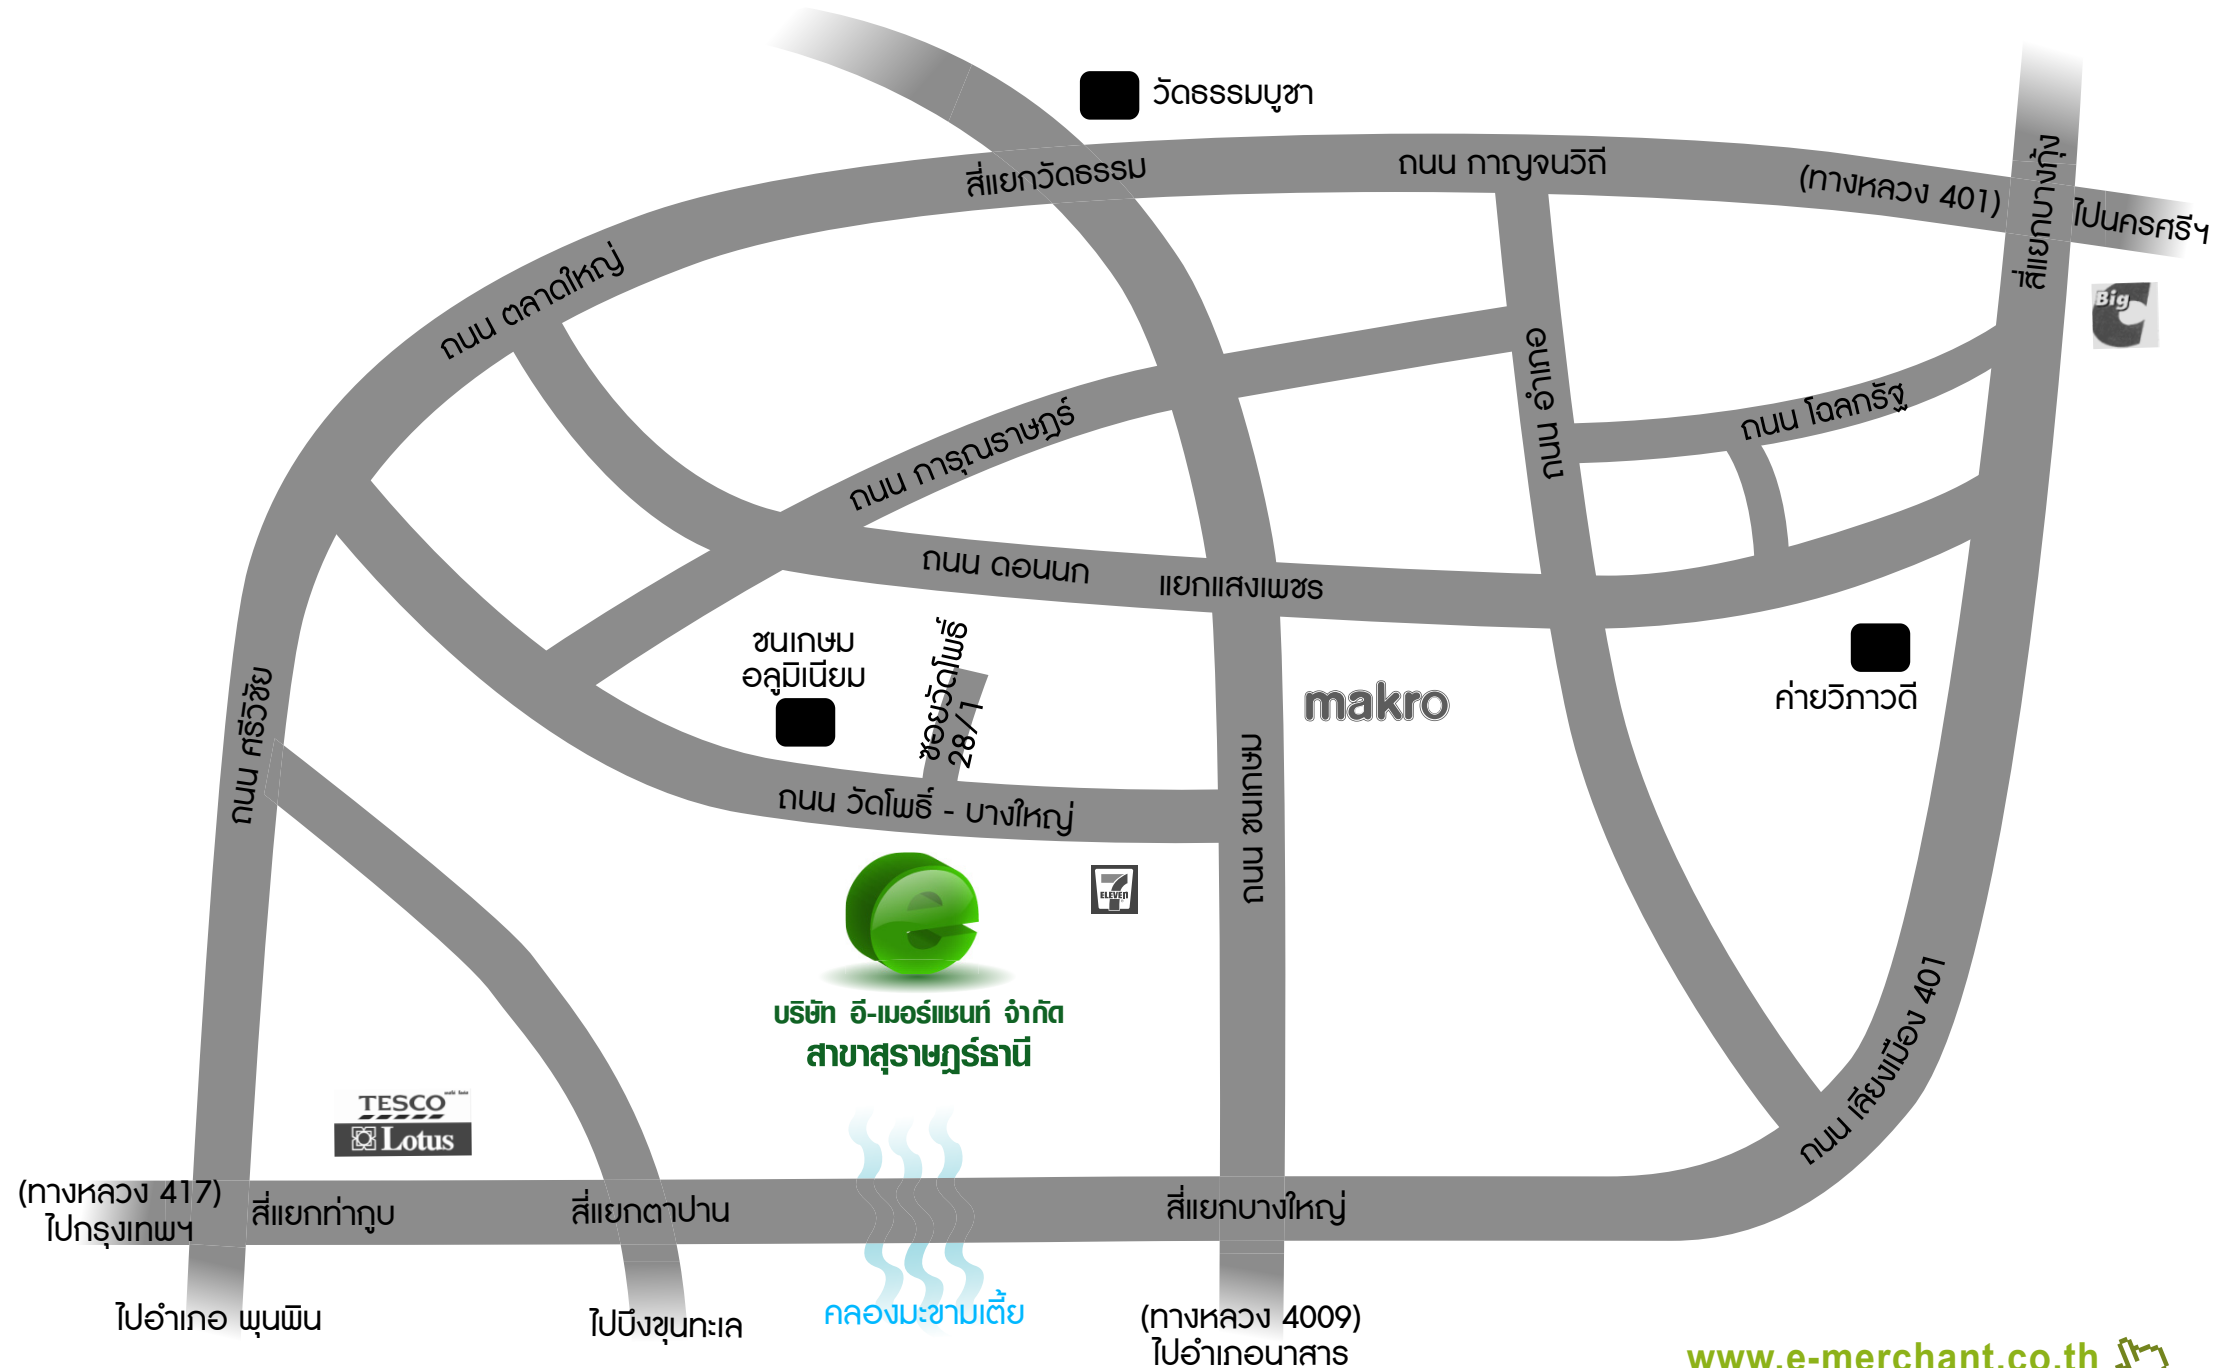 วัดธรรมบูชา
สี่แยกวัดธรรม
ถนน กาญจนวิถี
(ทางหลวง 401)
สี่แยกบางกุ้ง
ไปนครศรีฯ
Big
ถนน ตลาดใหญ่
ถนน การุณราษฎร์
ถนน อำเภอ
ถนน โฉลกรัฐ
ถนน ดอนนก
แยกแสงเพชร
ชนเกษม
อลูมิเนียม
ซอยวัดโพธิ์
28/1
makro
ค่ายวิภาวดี
ถนน ศรีวิชัย
ถนน วัดโพธิ์ - บางใหญ่
ถนน ชนเกษม
7
ELEVEn
e
บริษัท อี-เมอร์แชนท์ จำกัด
สาขาสุราษฎร์ธานี
ถนน เลี่ยงเมือง 401
TESCO
Lotus
(ทางหลวง 417)
ไปกรุงเทพฯ
สี่แยกท่ากูบ
สี่แยกตาปาน
สี่แยกบางใหญ่
ไปอำเภอ พุนพิน
ไปบึงขุนทะเล
คลองมะขามเตี้ย
(ทางหลวง 4009)
ไปอำเภอนาสาร
www.e-merchant.co.th